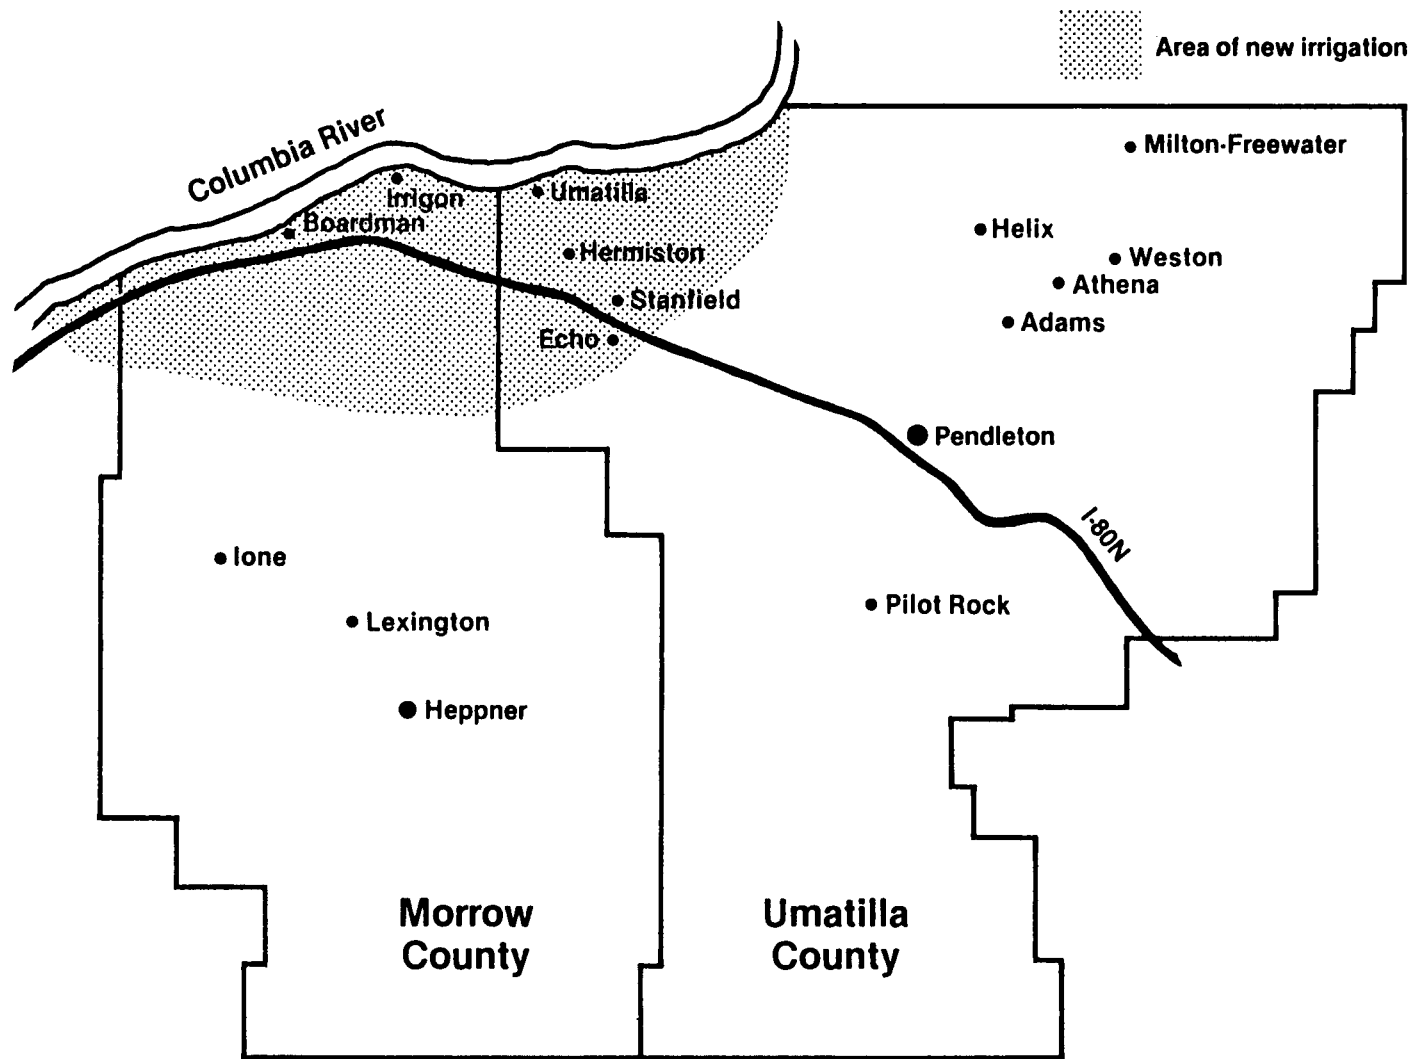 Area of new irrigation
Columbia River
Milton-Freewater
Irrigon
Umatilla
Boardman
Helix
Hermiston
Weston
Athena
Stanfield
Adams
Echo
Pendleton
I-80N
Ione
Pilot Rock
Lexington
Heppner
Morrow
County
Umatilla
County